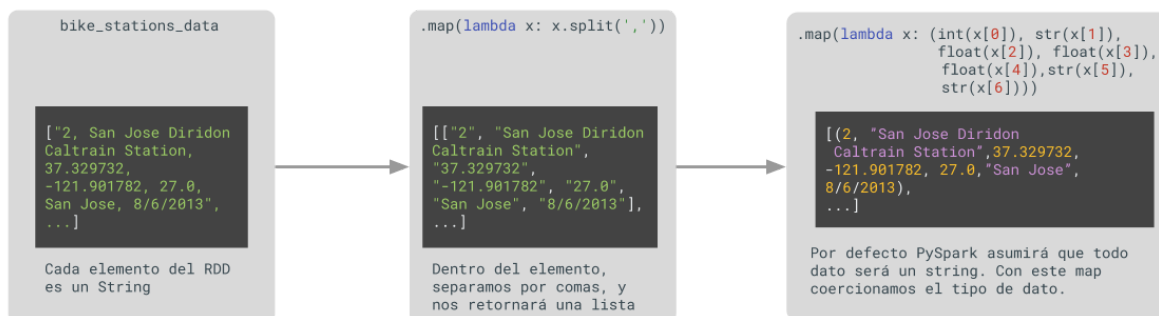 bike_stations_data
["2, San Jose Diridon
Caltrain Station,
37.329732,
-121.901782, 27.0,
San Jose, 8/6/2013",
...]
Cada elemento del RDD
es un String
.map(lambda x: x.split(','))
[["2", "San Jose Diridon
Caltrain Station",
"37.329732",
"-121.901782", "27.0",
"San Jose", "8/6/2013"],
...]
Dentro del elemento,
separamos por comas, y
nos retornará una lista
.map(lambda x: (int(x[0]), str(x[1]),
float(x[2]), float(x[3]),
float(x[4]),str(x[5]),
str(x[6])))
[(2, "San Jose Diridon
Caltrain Station",37.329732,
-121.901782, 27.0,"San Jose",
8/6/2013),
...]
Por defecto PySpark asumirá que todo
dato será un string. Con este map
coercionamos el tipo de dato.